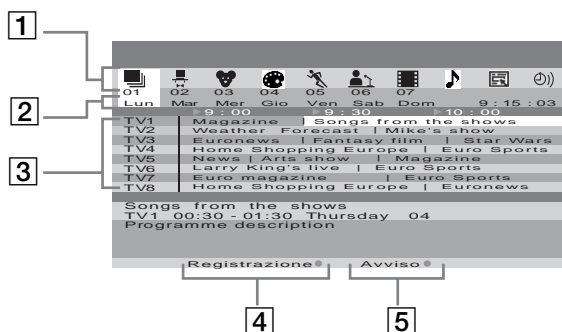 1
01 02 03 04 05 06 07
2
Lun Mar Mer Gio Ven Sab Dom 9:15:03
9:00 9:30 10:00
3
TV1 Magazine | Songs from the shows
TV2 Weather Forecast | Mike's show
TV3 Euronews | Fantasy film | Star Wars
TV4 Home Shopping Europe | Euro Sports
TV5 News | Arts show | Magazine
TV6 Larry King's live | Euro Sports
TV7 Euro magazine | Euro Sports
TV8 Home Shopping Europe | Euronews
Songs from the shows
TV1 00:30 - 01:30 Thursday 04
Programme description
Registrazione Avviso
4 5